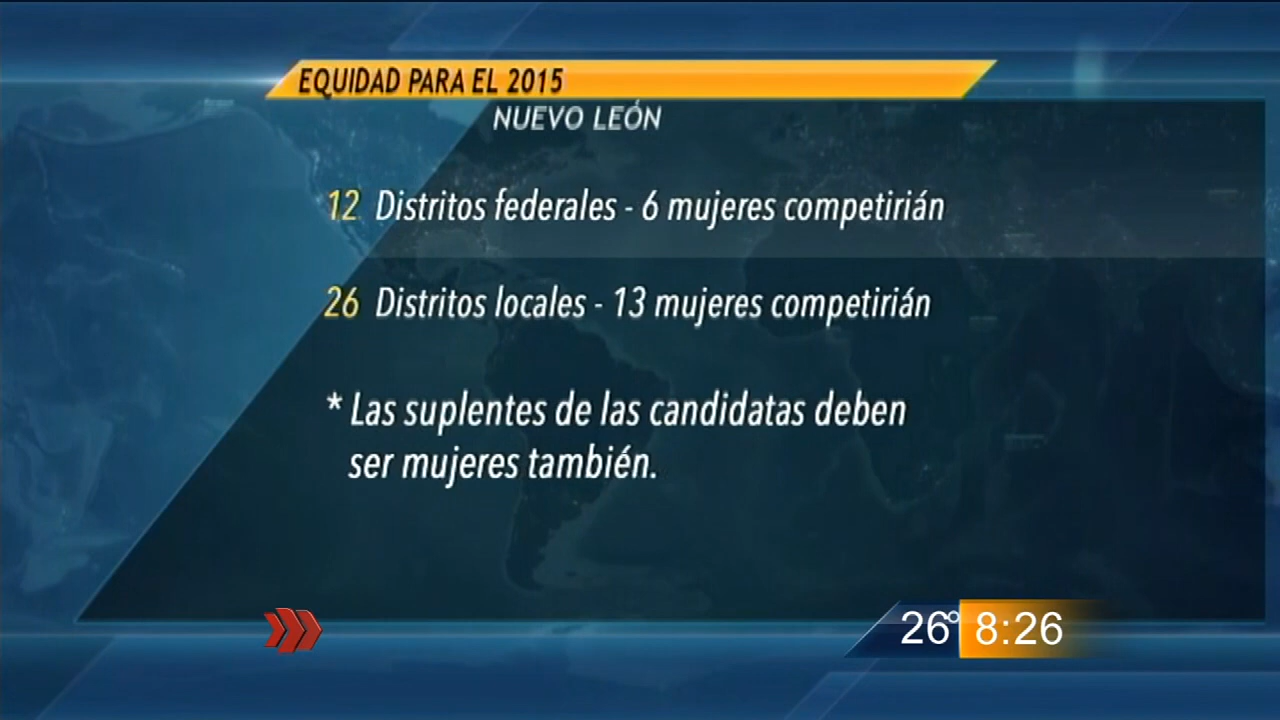 EQUIDAD PARA EL 2015
NUEVO LEÓN
12 Distritos federales - 6 mujeres competirián
26 Distritos locales - 13 mujeres competirián
* Las suplentes de las candidatas deben
ser mujeres también.
26° 8:26